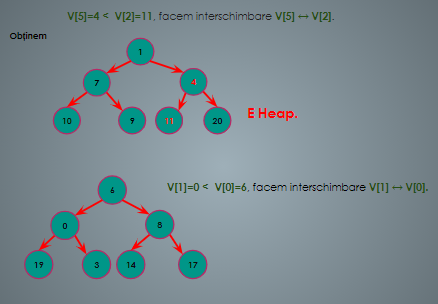 V[5]=4 < V[2]=11, facem interschimbare V[5] ↔ V[2].
Obținem
1
7 4
10 9 11 20
E Heap.
V[1]=0 < V[0]=6, facem interschimbare V[1] ↔ V[0].
6
0 8
19 3 14 17